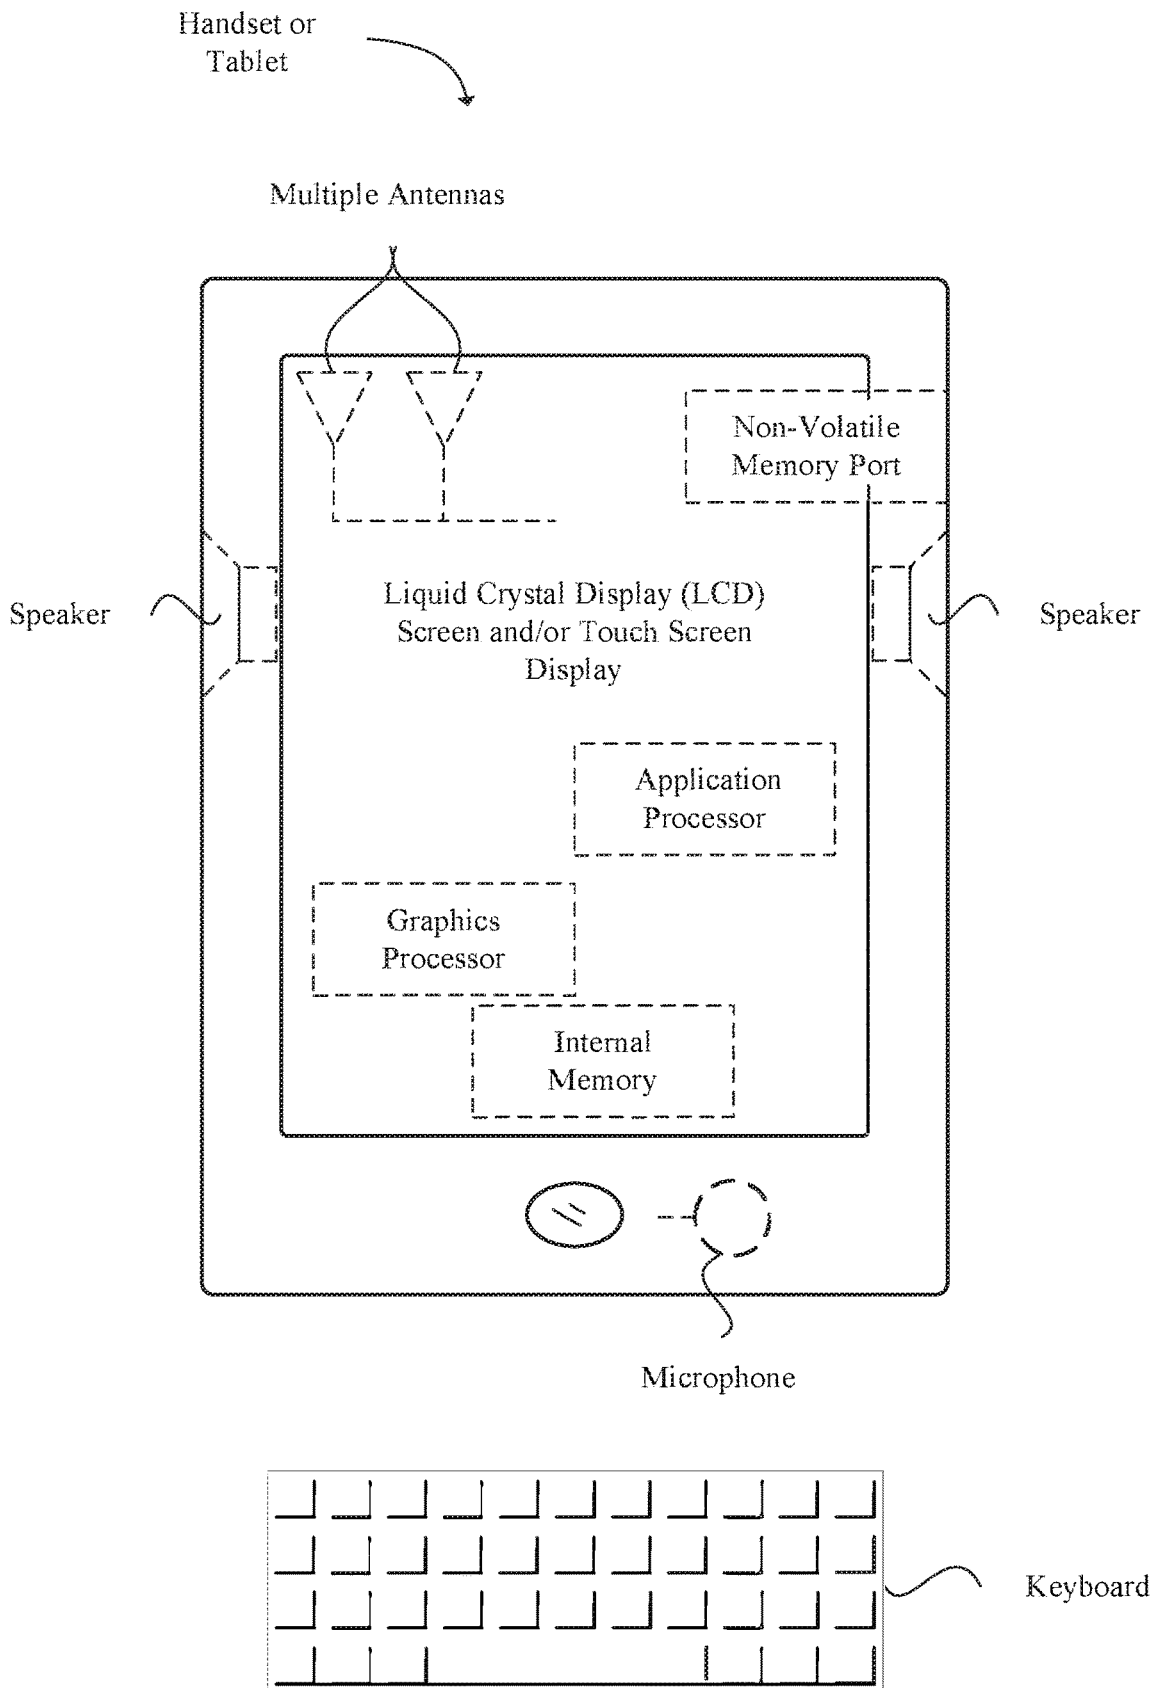 Handset or
Tablet
Multiple Antennas
Non-Volatile
Memory Port
Speaker
Liquid Crystal Display (LCD)
Screen and/or Touch Screen
Display
Speaker
Application
Processor
Graphics
Processor
Internal
Memory
Microphone
Keyboard